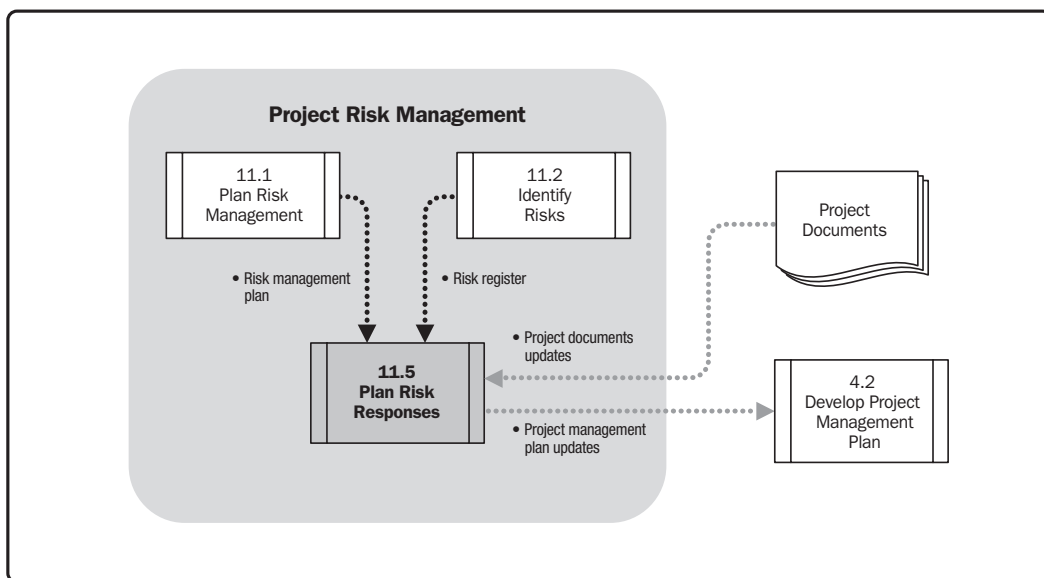 Project Risk Management
11.1
Plan Risk
Management
11.2
Identify
Risks
Project
Documents
• Risk management
plan
• Risk register
• Project documents
updates
11.5
Plan Risk
Responses
4.2
Develop Project
Management
Plan
• Project management
plan updates